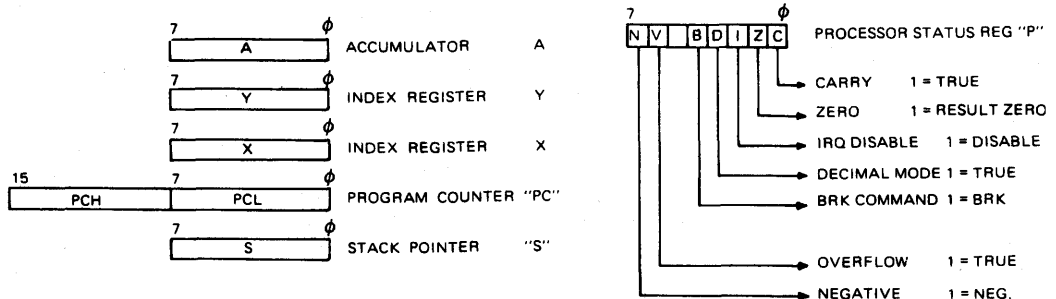 7 ϕ
A ACCUMULATOR A
7 ϕ
Y INDEX REGISTER Y
7 ϕ
X INDEX REGISTER X
15 7 ϕ
PCH PCL PROGRAM COUNTER "PC"
7 ϕ
S STACK POINTER "S"
7 ϕ
N V B D I Z C PROCESSOR STATUS REG "P"
CARRY 1 = TRUE
ZERO 1 = RESULT ZERO
IRQ DISABLE 1 = DISABLE
DECIMAL MODE 1 = TRUE
BRK COMMAND 1 = BRK
OVERFLOW 1 = TRUE
NEGATIVE 1 = NEG.